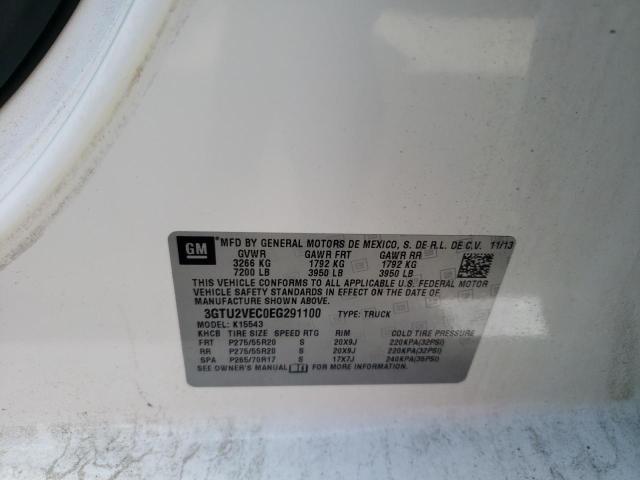 GM MFD BY GENERAL MOTORS DE MEXICO, S. DE R.L. DE C.V. 11/13
GVWR GAWR FRT GAWR RR
3266 KG 1792 KG 1792 KG
7200 LB 3950 LB 3950 LB
THIS VEHICLE CONFORMS TO ALL APPLICABLE U.S. FEDERAL MOTOR
VEHICLE SAFETY STANDARDS IN EFFECT ON THE DATE OF MANUFACTURE
SHOWN ABOVE.
3GTU2VEC0EG291100 TYPE: TRUCK
MODEL: K15543
KHCB TIRE SIZE SPEED RTG RIM COLD TIRE PRESSURE
FRT P275/55R20 S 20X9J 220KPA(32PSI)
RR P275/55R20 S 20X9J 220KPA(32PSI)
SPA P265/70R17 S 17X7J 240KPA(35PSI)
SEE OWNER'S MANUAL FOR MORE INFORMATION.